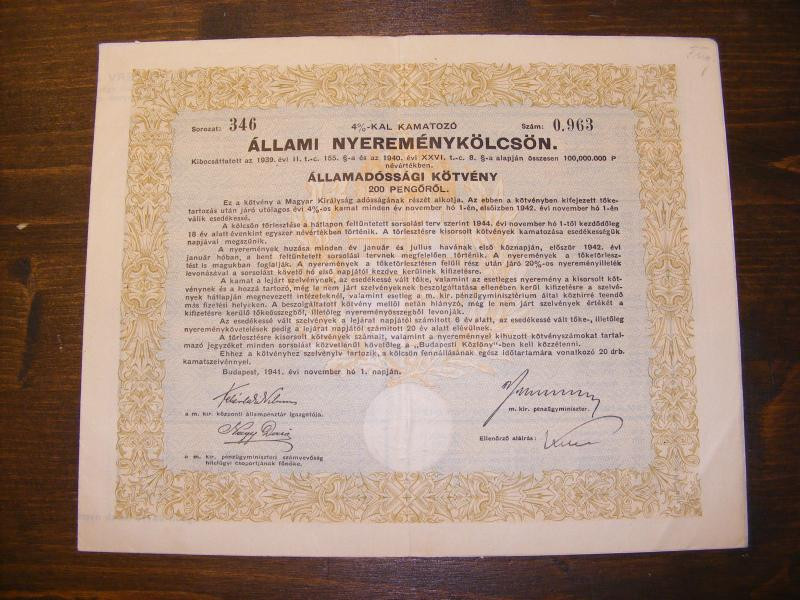 Sorozat: 346
4%-KAL KAMATOZÓ
Szám: 0.963
ÁLLAMI NYEREMÉNYKÖLCSÖN.
Kibocsáttatott az 1939. évi II. t.-c. 155. §-a és az 1940. évi XXVI. t.-c. 8. §-a alapján összesen 100,000.000 P
névértékben.
ÁLLAMADÓSSÁGI KÖTVÉNY
200 PENGŐRŐL.
Ez a kötvény a Magyar Királyság adósságának részét alkotja. Az ebben a kötvényben kifejezett tőke-
tartozás után járó utólagos évi 4%-os kamat minden év november hó 1-én, elsőízben 1942. évi november hó 1-én
válik esedékessé.
A kölcsön törlesztése a hátlapon feltüntetett sorsolási terv szerint 1944. évi november hó 1-től kezdődőleg
18 év alatt évenkint egyszer névértékben történik. A törlesztésre kisorsolt kötvények kamatozása esedékességük
napjával megszünik.
A nyeremények huzása minden év január és julius havának első köznapján, először 1942. évi
január hóban, a bent feltüntetett sorsolási tervnek megfelelően történik. A nyeremények a tőketörlesz-
tést is magukban foglalják. A nyeremények a tőketörlesztésen felüli rész után járó 20%-os nyereményilleték
levonásával a sorsolást követő hó első napjától kezdve kerülnek kifizetésre.
A kamat a lejárt szelvénynek, az esedékessé vált tőke, valamint az esetleges nyeremény a kisorsolt köt-
vénynek és a hozzá tartozó, még le nem járt szelvényeknek beszolgáltatása ellenében kerül kifizetésre a szelvé-
nyek hátlapján megnevezett intézeteknél, valamint esetleg a m. kir. pénzügyminisztérium által közhirré teendő
más fizetési helyeken. A beszolgáltatott kötvény mellől netán hiányzó, még le nem járt szelvények értékét a
kifizetésre kerülő tőkeösszegből, illetőleg nyereményösszegből levonják.
Az esedékessé vált szelvények a lejárat napjától számított 6 év alatt, az esedékessé vált tőke-, illetőleg
nyereménykövetelések pedig a lejárat napjától számított 20 év alatt elévülnek.
A törlesztésre kisorsolt kötvények számait, valamint a nyereménnyel kihuzott kötvényszámokat tartal-
mazó jegyzéket minden sorsolást közvetlenül követőleg a „Budapesti Közlöny"-ben kell közzétenni.
Ehhez a kötvényhez szelvényív tartozik, a kölcsön fennállásának egész időtartamára vonatkozó 20 drb.
kamatszelvénnyel.
Budapest, 1941. évi november hó 1. napján.
a m. kir. központi állampénztár igazgatója.
m. kir. pénzügyminiszter.
Nagy Dezső
Ellenőrző aláírás:
a m. kir. pénzügyminiszteri számvevőség
hitelügyi csoportjának főnöke.